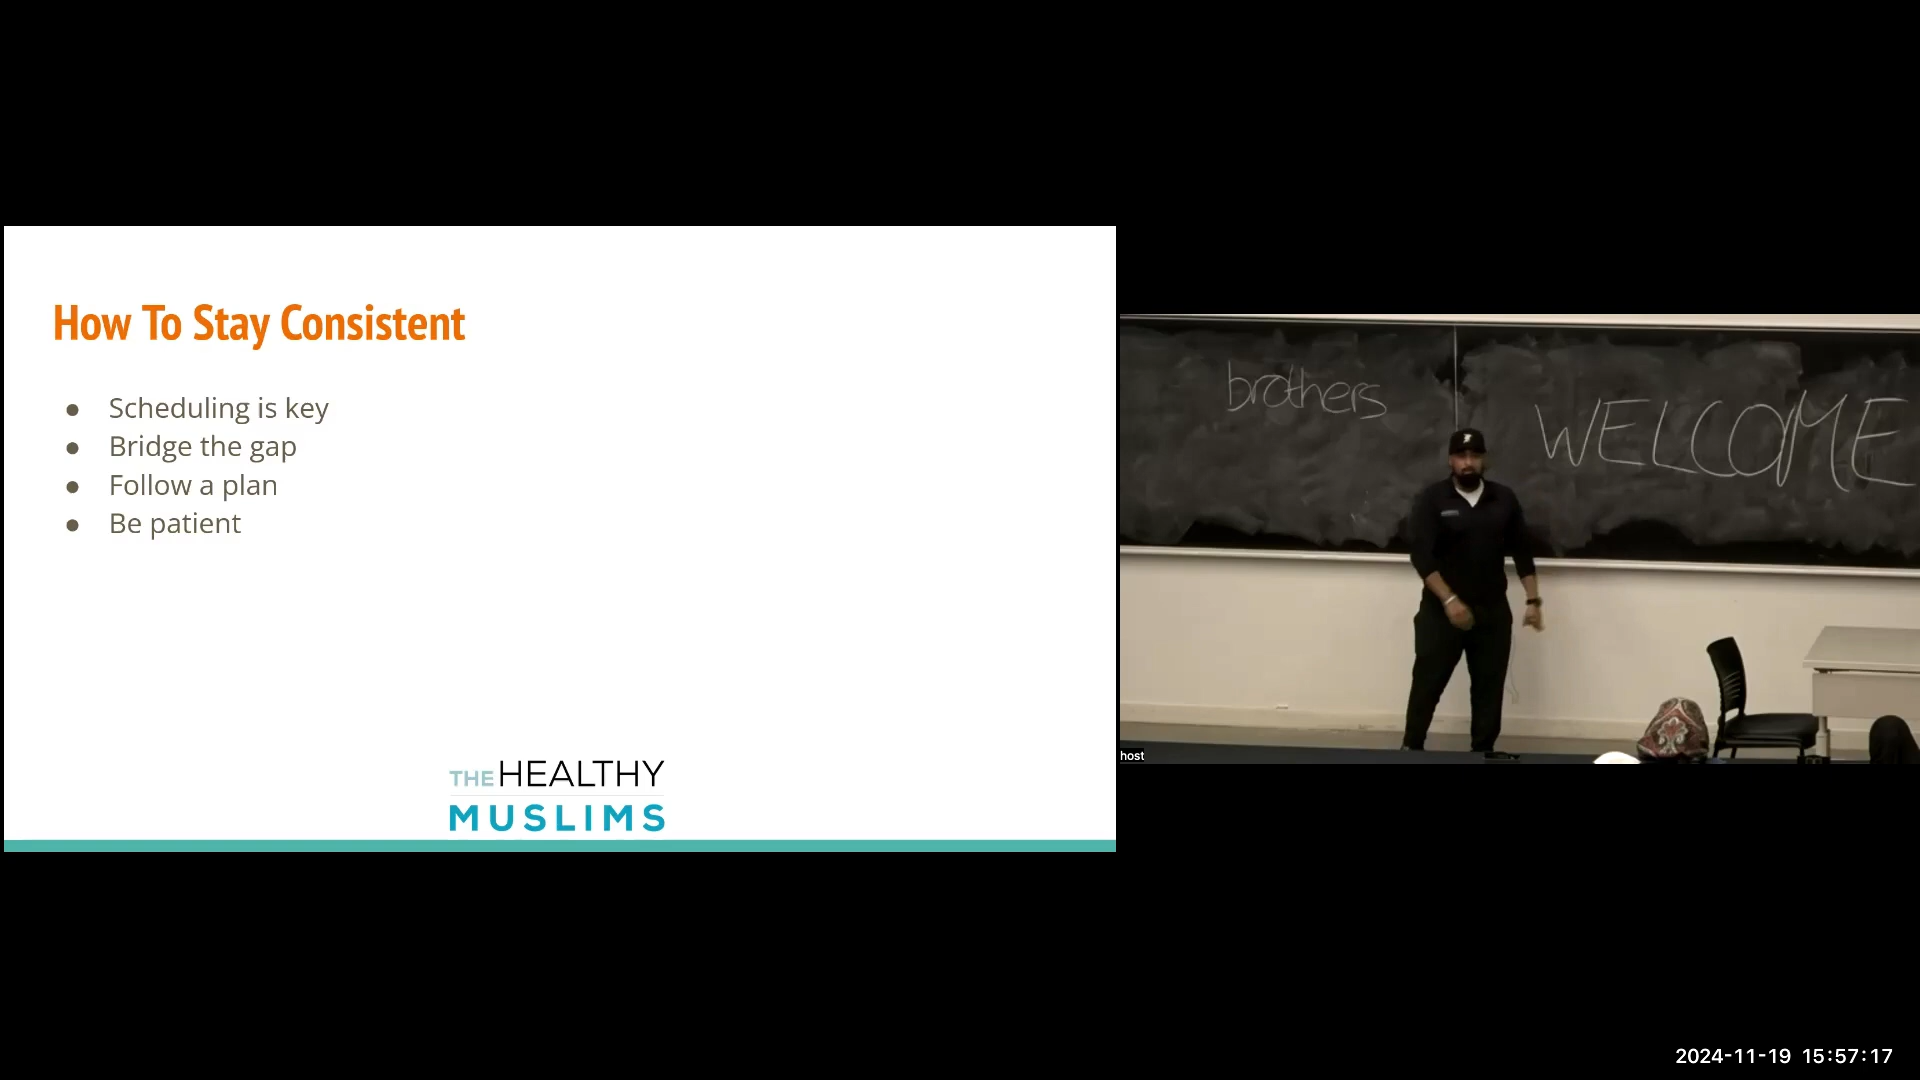 How To Stay Consistent
● Scheduling is key
● Bridge the gap
● Follow a plan
● Be patient
THE HEALTHY
MUSLIMS
brothers
WELCOME
host
2024-11-19 15:57:17